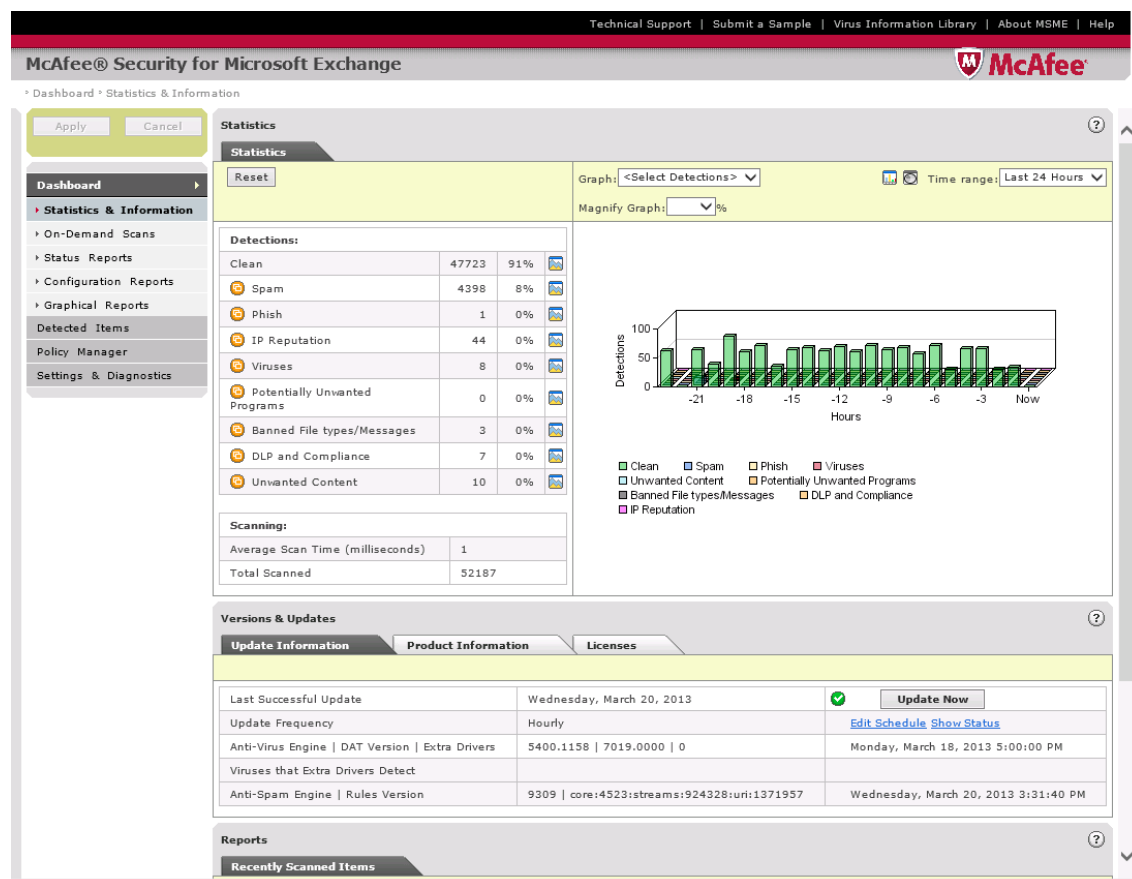 Technical Support | Submit a Sample | Virus Information Library | About MSME | Help
McAfee® Security for Microsoft Exchange
McAfee
Dashboard › Statistics & Information
Apply Cancel
Dashboard
Statistics & Information
On-Demand Scans
Status Reports
Configuration Reports
Graphical Reports
Detected Items
Policy Manager
Settings & Diagnostics
Statistics ?
Statistics
Reset
Graph: <Select Detections> Time range: Last 24 Hours
Magnify Graph: %
Detections:
Clean 47723 91%
Spam 4398 8%
Phish 1 0%
IP Reputation 44 0%
Viruses 8 0%
Potentially Unwanted
Programs 0 0%
Banned File types/Messages 3 0%
DLP and Compliance 7 0%
Unwanted Content 10 0%
Scanning:
Average Scan Time (milliseconds) 1
Total Scanned 52187
Detections
100
50
0
-21 -18 -15 -12 -9 -6 -3 Now
Hours
Clean Spam Phish Viruses
Unwanted Content Potentially Unwanted Programs
Banned File types/Messages DLP and Compliance
IP Reputation
Versions & Updates ?
Update Information Product Information Licenses
Last Successful Update Wednesday, March 20, 2013 Update Now
Update Frequency Hourly Edit Schedule Show Status
Anti-Virus Engine | DAT Version | Extra Drivers 5400.1158 | 7019.0000 | 0 Monday, March 18, 2013 5:00:00 PM
Viruses that Extra Drivers Detect
Anti-Spam Engine | Rules Version 9309 | core:4523:streams:924328:uri:1371957 Wednesday, March 20, 2013 3:31:40 PM
Reports ?
Recently Scanned Items